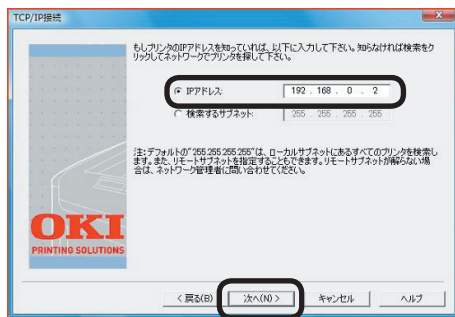 TCP/IP接続
もしプリンタのIPアドレスを知っていれば、以下に入力して下さい。知らなければ検索をク
リックしてネットワークでプリンタを探して下さい。
IPアドレス: 192 . 168 . 0 . 2
検索するサブネット: 255 . 255 . 255 . 255
注:デフォルトの"255.255.255.255"は、ローカルサブネットにあるすべてのプリンタを検索し
ます。また、リモートサブネットを指定することもできます。リモートサブネットが解らない場
合は、ネットワーク管理者に問い合わせてください。
OKI
PRINTING SOLUTIONS
< 戻る(B) 次へ(N) > キャンセル ヘルプ